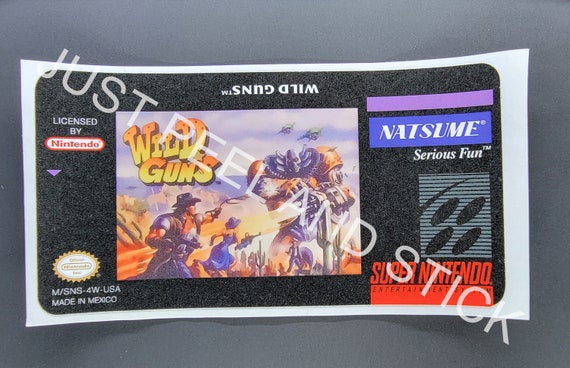 WILD GUNS™
LICENSED
BY
Nintendo
WILD
GUNS™
NATSUME®
Serious Fun™
SUPER NINTENDO
ENTERTAINMENT SYSTEM
M/SNS-4W-USA
MADE IN MEXICO
JUST PEEL AND STICK